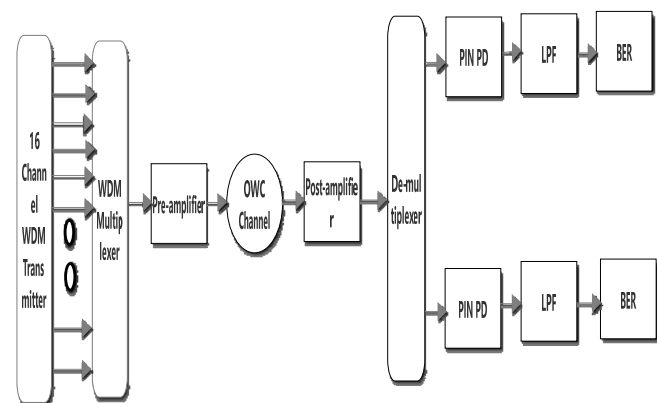 16
Chann
el
WDM
Trans
mitter
WDM
Multip
lexer
Pre-amplifier
OWC
Channel
Post-amplifie
r
De-mul
tiplexer
PIN PD
LPF
BER
PIN PD
LPF
BER